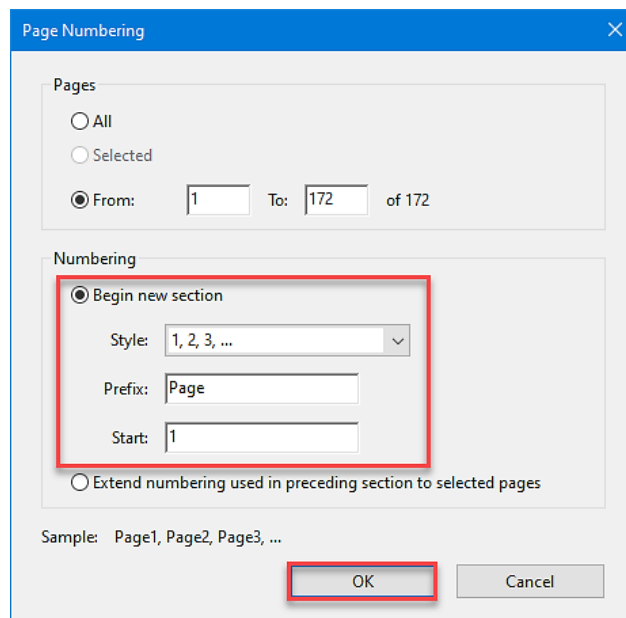 Page Numbering
Pages
All
Selected
From: 1 To: 172 of 172
Numbering
Begin new section
Style: 1, 2, 3, ...
Prefix: Page
Start: 1
Extend numbering used in preceding section to selected pages
Sample: Page1, Page2, Page3, ...
OK Cancel